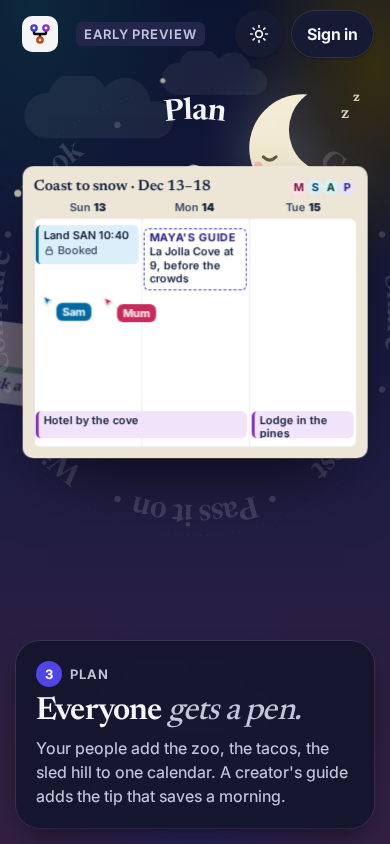 EARLY PREVIEW
Sign in
Plan
z
z
Coast to snow · Dec 13–18
M S A P
Sun 13
Mon 14
Tue 15
Land SAN 10:40
Booked
MAYA'S GUIDE
La Jolla Cove at
9, before the
crowds
Sam
Mum
Hotel by the cove
Lodge in the
pines
• Pass it on •
3 PLAN
Everyone gets a pen.
Your people add the zoo, the tacos, the
sled hill to one calendar. A creator's guide
adds the tip that saves a morning.